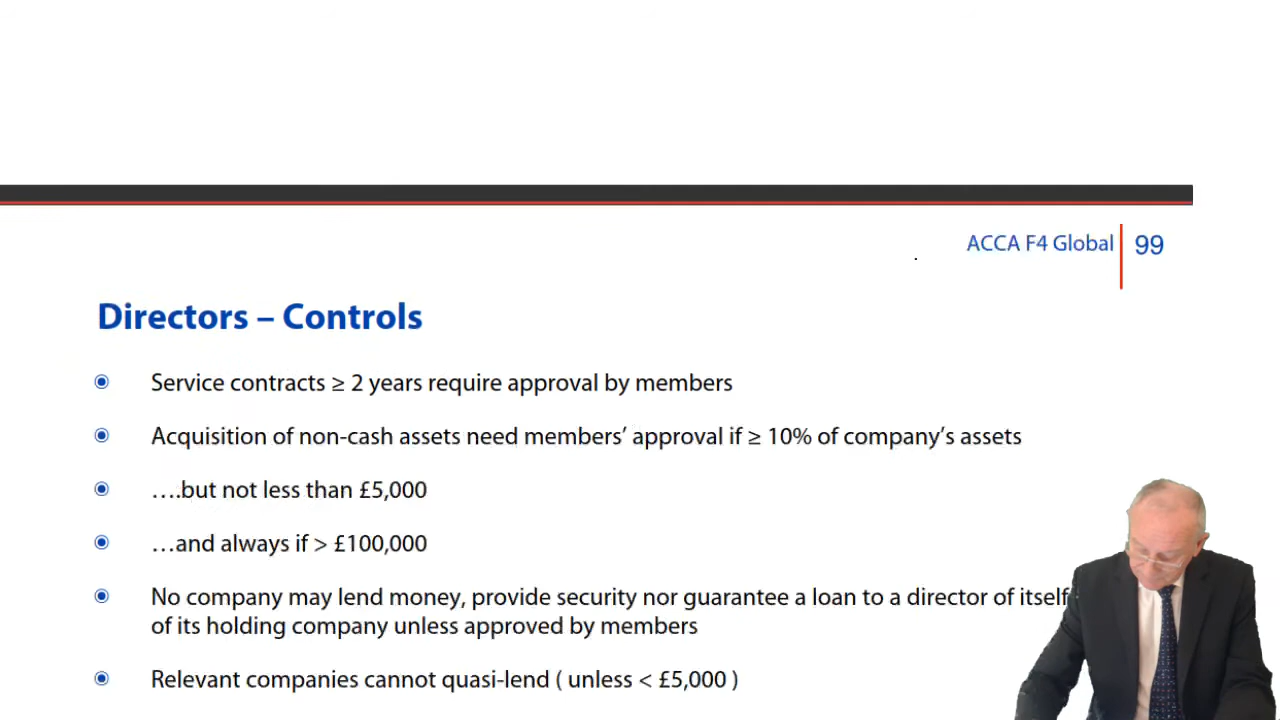 ACCA F4 Global 99
Directors – Controls
Service contracts ≥ 2 years require approval by members
Acquisition of non-cash assets need members’ approval if ≥ 10% of company’s assets
….but not less than £5,000
…and always if > £100,000
No company may lend money, provide security nor guarantee a loan to a director of itself
of its holding company unless approved by members
Relevant companies cannot quasi-lend ( unless < £5,000 )